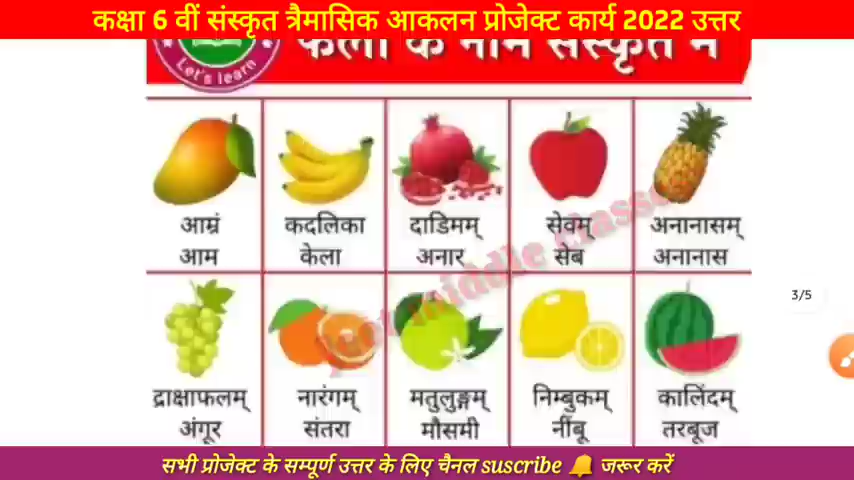 कक्षा 6 वीं संस्कृत त्रैमासिक आकलन प्रोजेक्ट कार्य 2022 उत्तर
Let's learn
फलों के नाम संस्कृत में
आम्रं कदलिका दाडिमम् सेवम् अनानासम्
आम केला अनार सेब अनानास
3/5
द्राक्षाफलम् नारंगम् मतुलुङ्गम् निम्बुकम् कालिंदम्
अंगूर संतरा मौसमी नींबू तरबूज
सभी प्रोजेक्ट के सम्पूर्ण उत्तर के लिए चैनल suscribe 🔔 जरूर करें